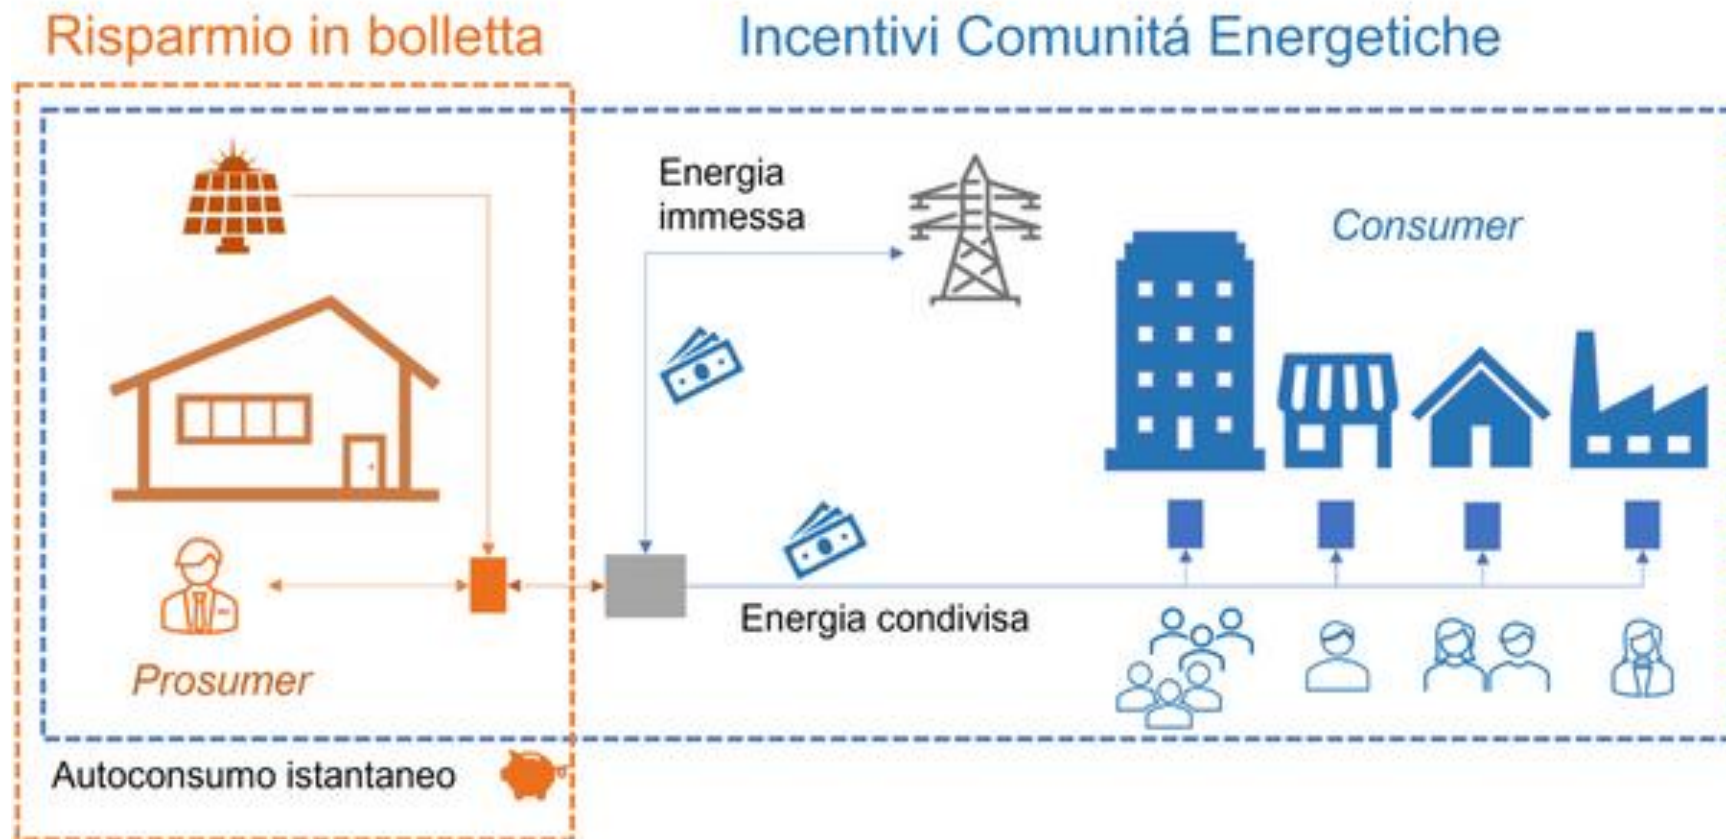 Risparmio in bolletta
Incentivi Comunitá Energetiche
Energia
immessa
Consumer
Energia condivisa
Prosumer
Autoconsumo istantaneo